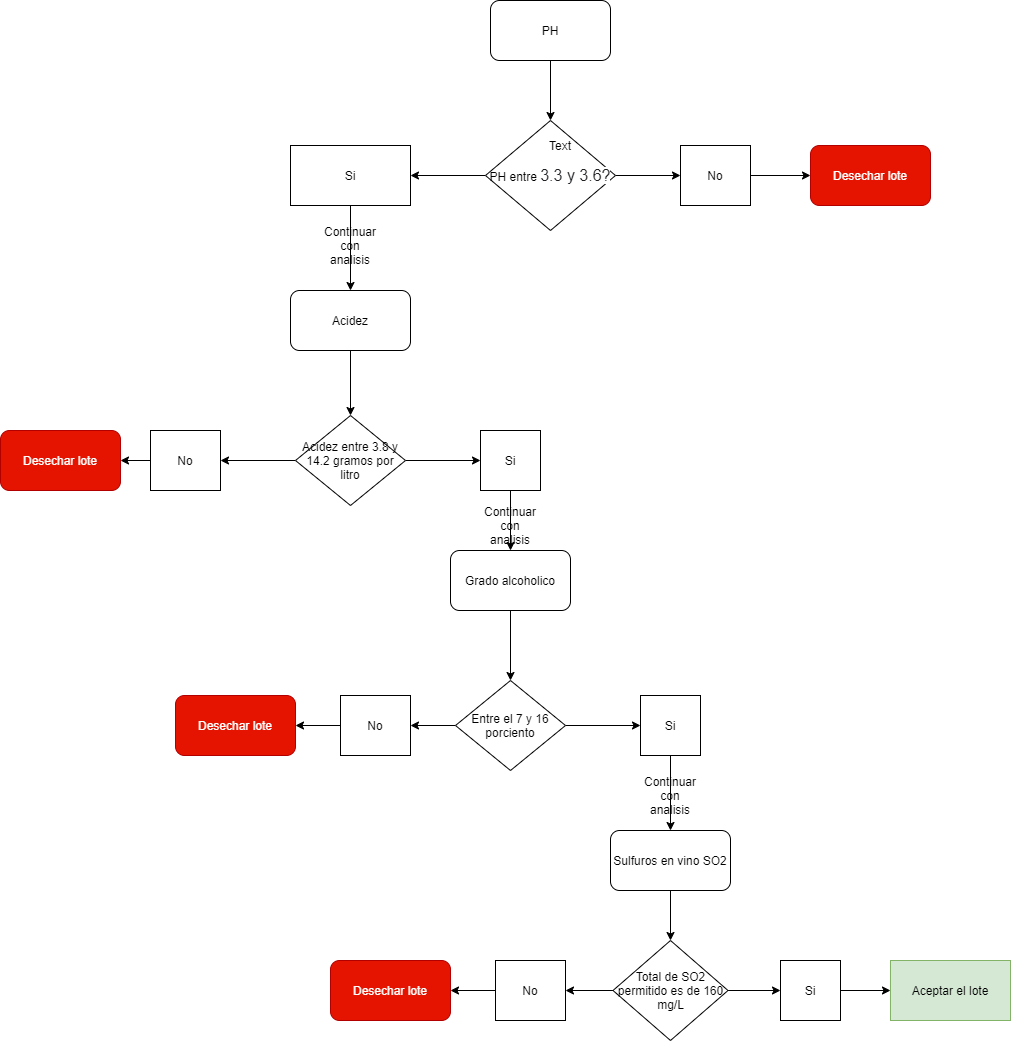 PH
Text
PH entre 3.3 y 3.6?
Si
No
Desechar lote
Continuar
con
analisis
Acidez
Desechar lote
No
Acidez entre 3.8 y
14.2 gramos por
litro
Si
Continuar
con
analisis
Grado alcoholico
Desechar lote
No
Entre el 7 y 16
porciento
Si
Continuar
con
analisis
Sulfuros en vino SO2
Desechar lote
No
Total de SO2
permitido es de 160
mg/L
Si
Aceptar el lote